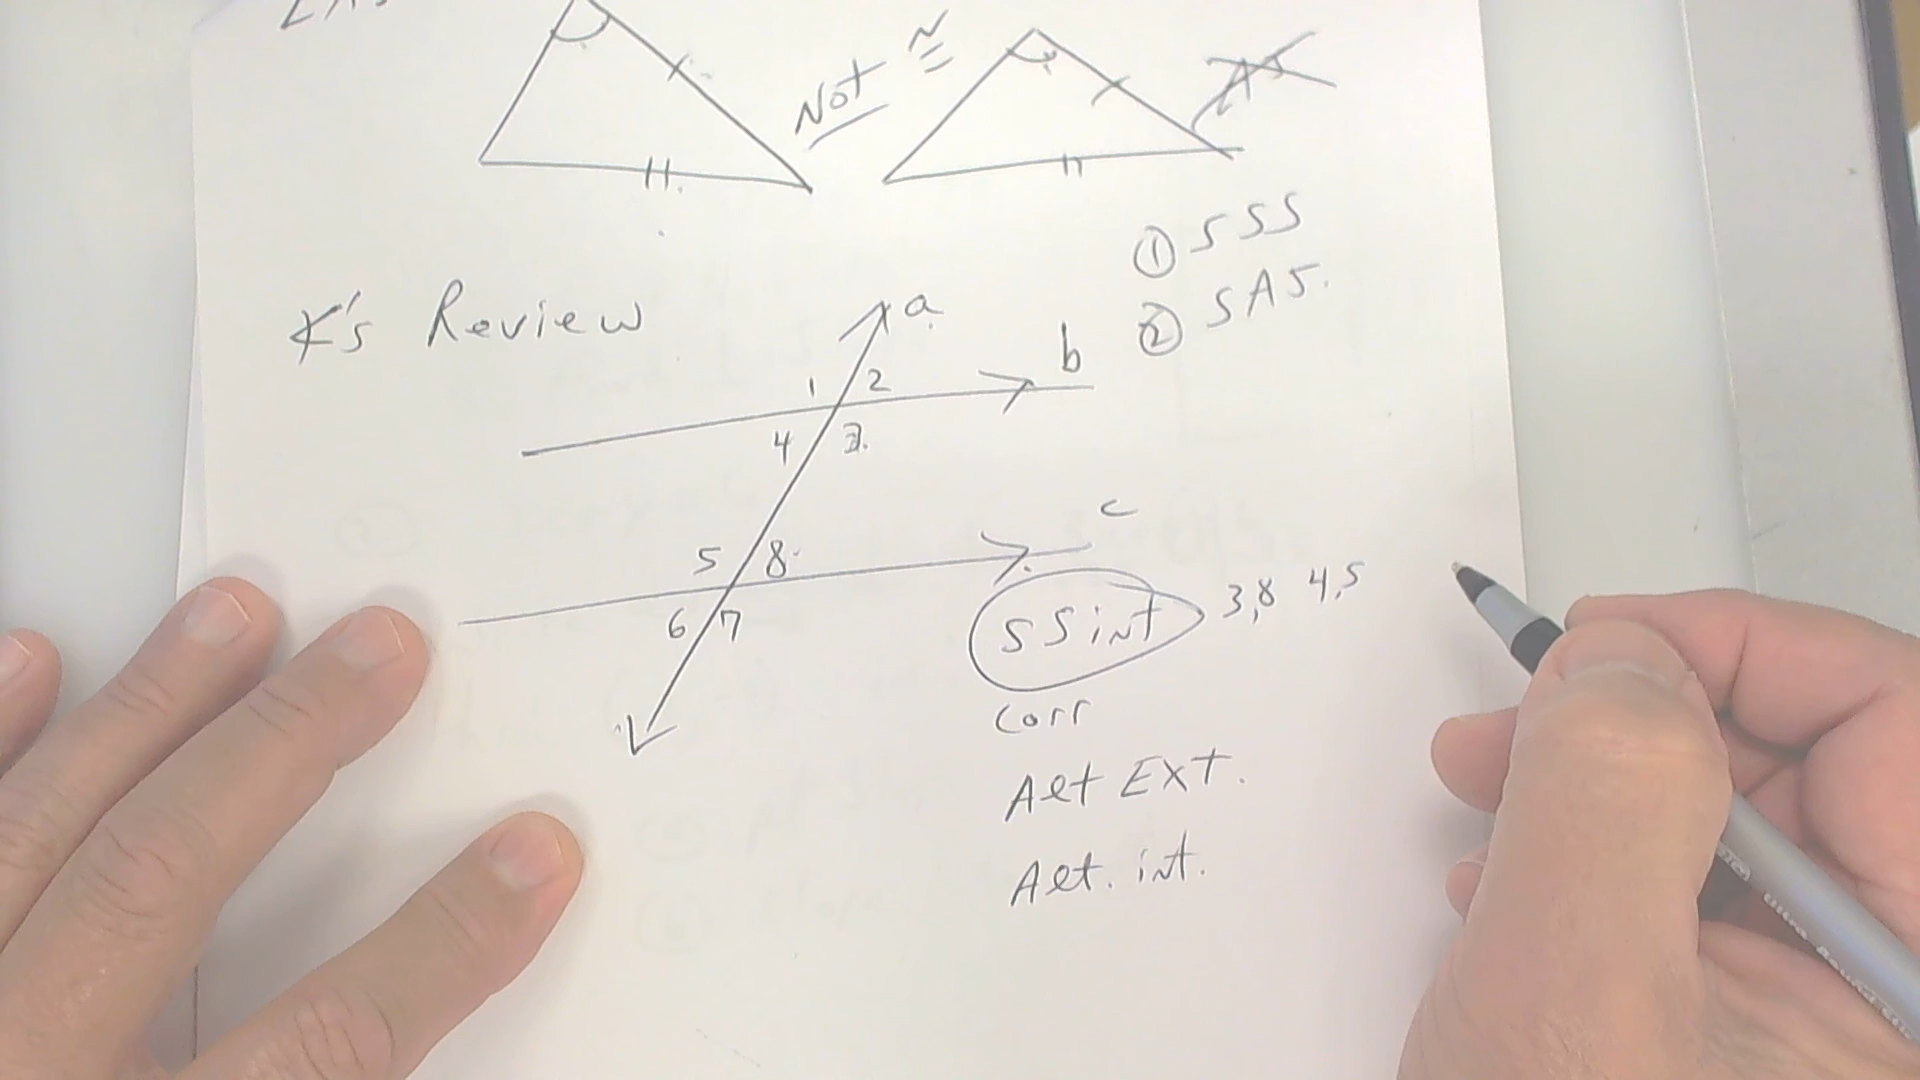 Not ≅
① SSS
② SAS.
∠'s Review
a
b
1 2
4 3
c
5 8
6 7
SS int 3,8 4,5
Corr
Alt Ext.
Alt. int.